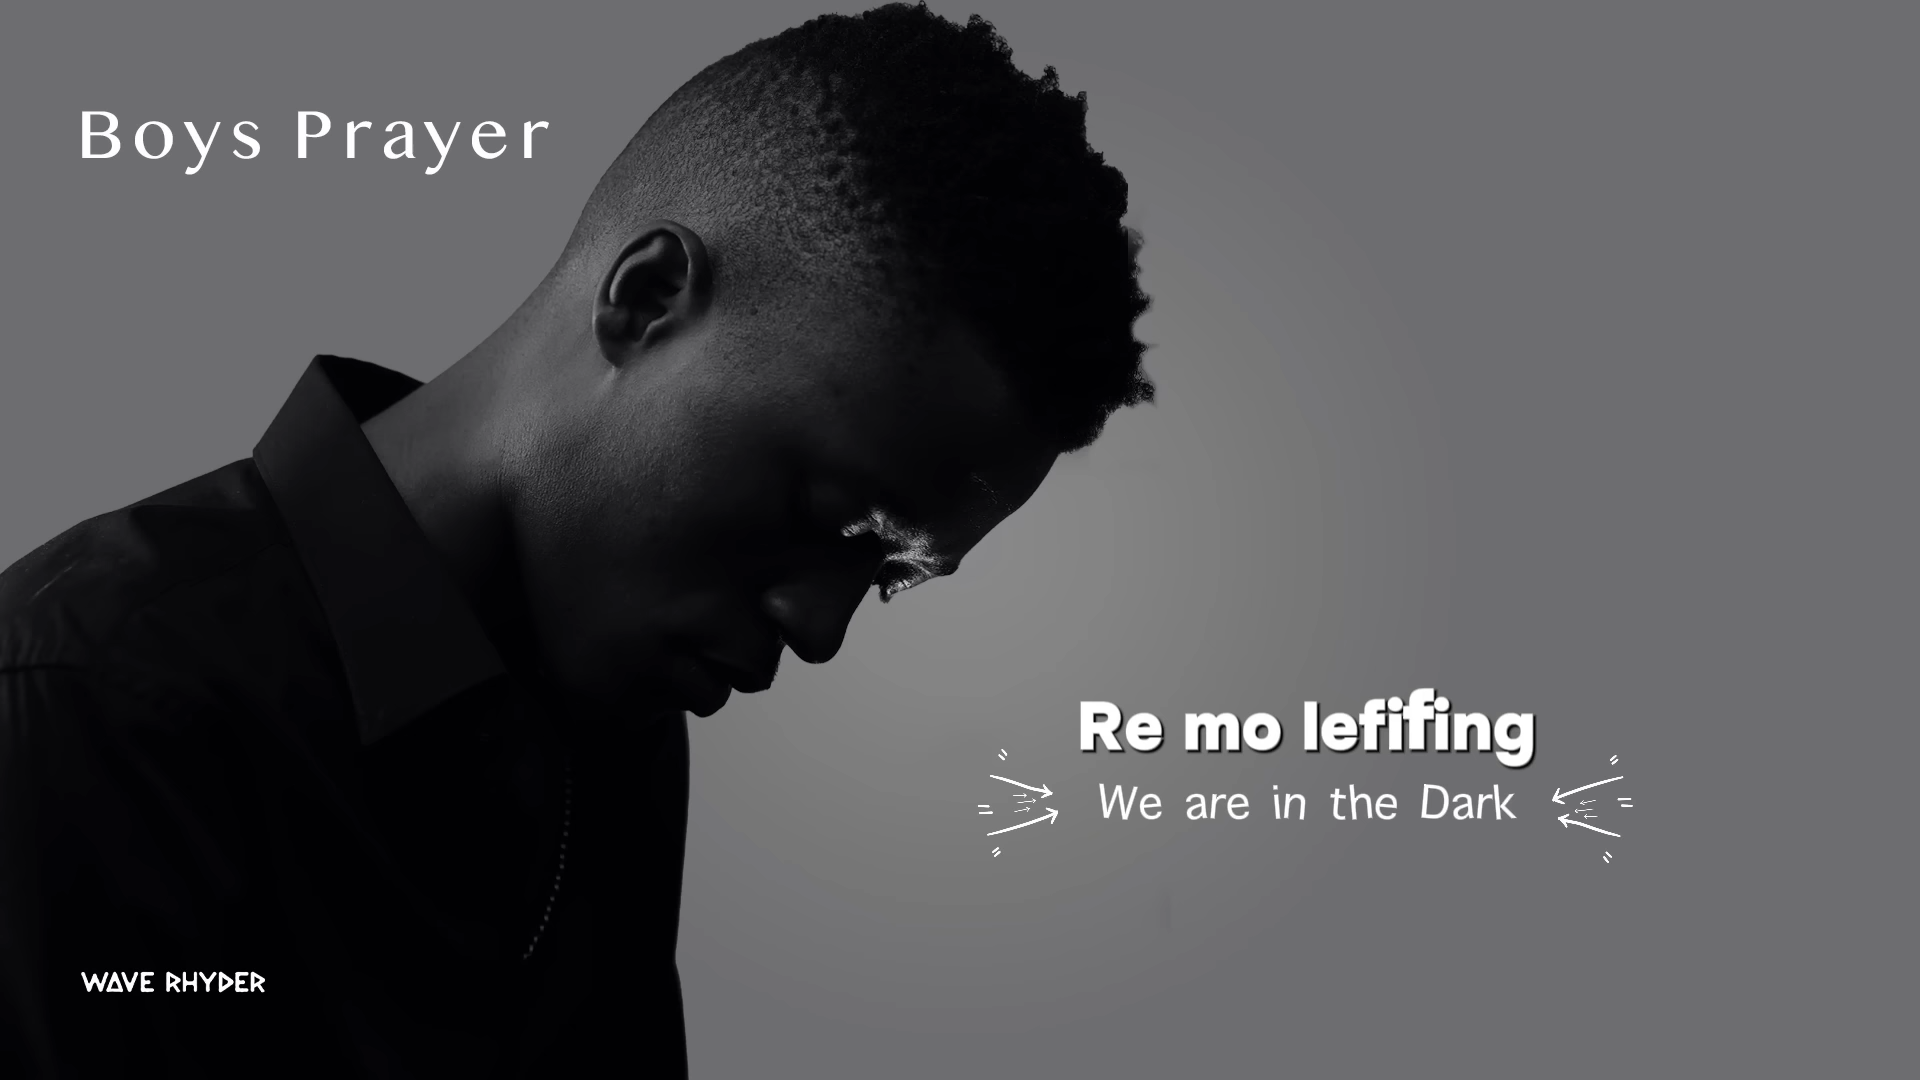 Boys Prayer
Re mo lefifing
We are in the Dark
WAVE RHYDER